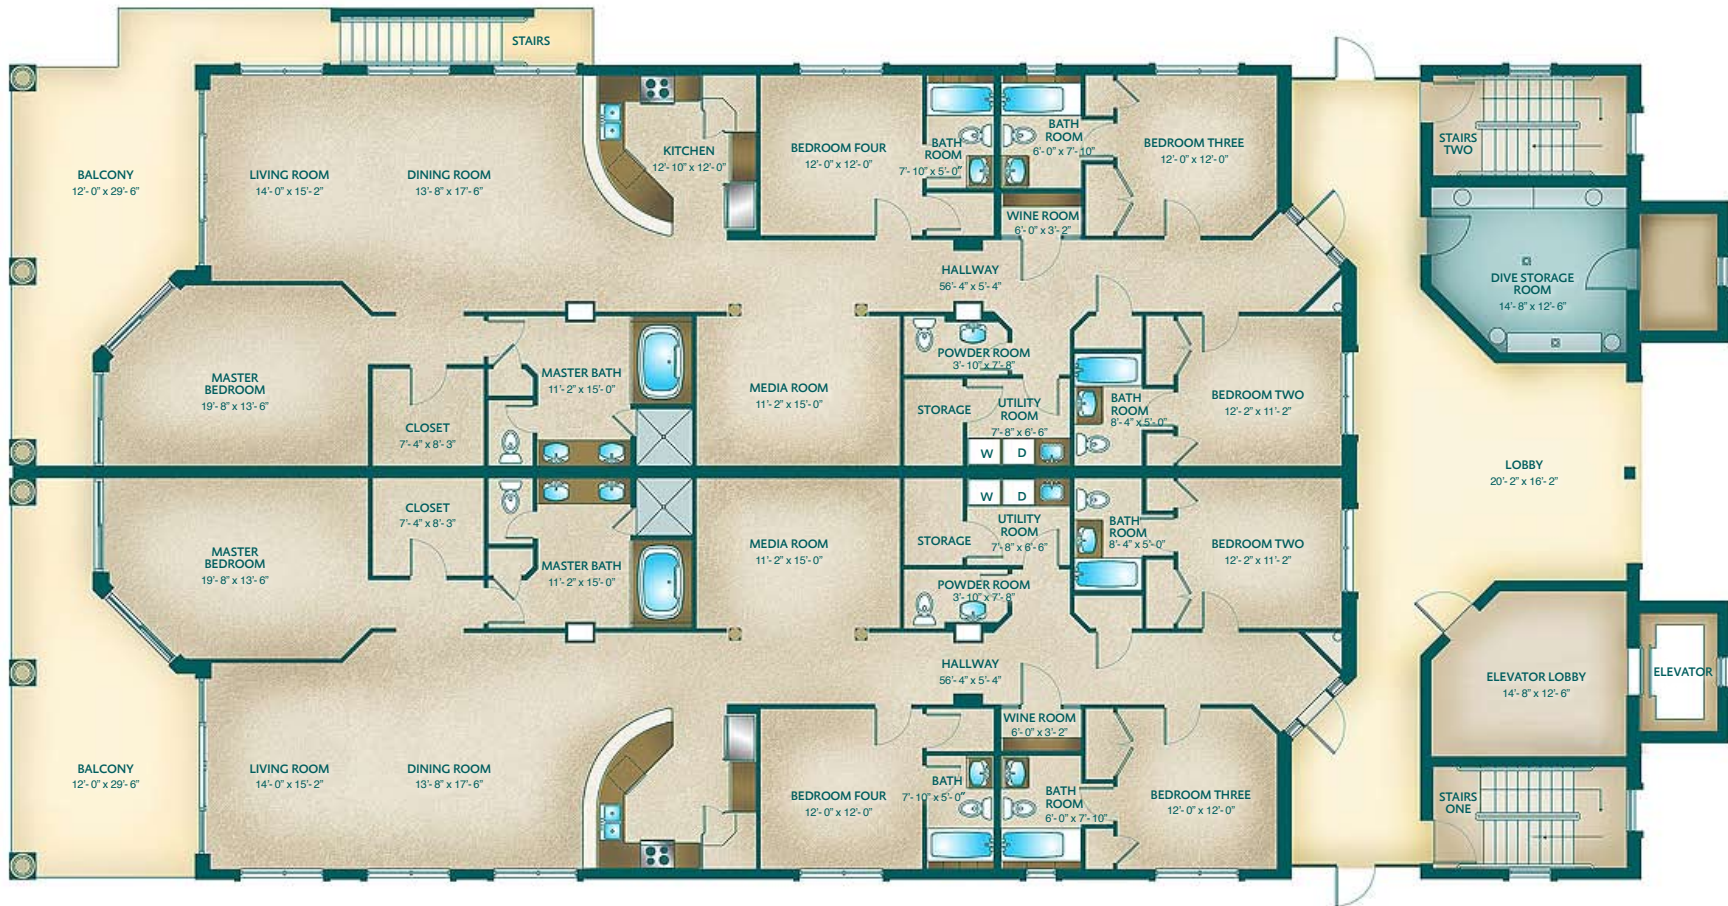 STAIRS
BALCONY
12'- 0" x 29'- 6"
LIVING ROOM
14'- 0" x 15'- 2"
DINING ROOM
13'- 8" x 17'- 6"
KITCHEN
12'- 10" x 12'- 0"
BEDROOM FOUR
12'- 0" x 12'- 0"
BATH
ROOM
7'- 10" x 5'- 0"
BATH
ROOM
6'- 0" x 7'- 10"
BEDROOM THREE
12'- 0" x 12'- 0"
STAIRS
TWO
WINE ROOM
6'- 0" x 3'- 2"
HALLWAY
56'- 4" x 5'- 4"
DIVE STORAGE
ROOM
14'- 8" x 12'- 6"
MASTER
BEDROOM
19'- 8" x 13'- 6"
CLOSET
7'- 4" x 8'- 3"
MASTER BATH
11'- 2" x 15'- 0"
MEDIA ROOM
11'- 2" x 15'- 0"
POWDER ROOM
3'- 10" x 7'- 8"
STORAGE
UTILITY
ROOM
7'- 8" x 6'- 6"
W
D
BATH
ROOM
8'- 4" x 5'- 0"
BEDROOM TWO
12'- 2" x 11'- 2"
LOBBY
20'- 2" x 16'- 2"
MASTER
BEDROOM
19'- 8" x 13'- 6"
CLOSET
7'- 4" x 8'- 3"
MASTER BATH
11'- 2" x 15'- 0"
MEDIA ROOM
11'- 2" x 15'- 0"
W
D
UTILITY
ROOM
7'- 8" x 6'- 6"
STORAGE
POWDER ROOM
3'- 10" x 7'- 8"
BATH
ROOM
8'- 4" x 5'- 0"
BEDROOM TWO
12'- 2" x 11'- 2"
HALLWAY
56'- 4" x 5'- 4"
ELEVATOR LOBBY
14'- 8" x 12'- 6"
ELEVATOR
WINE ROOM
6'- 0" x 3'- 2"
BALCONY
12'- 0" x 29'- 6"
LIVING ROOM
14'- 0" x 15'- 2"
DINING ROOM
13'- 8" x 17'- 6"
BEDROOM FOUR
12'- 0" x 12'- 0"
BATH
7'- 10" x 5'- 0"
BATH
ROOM
6'- 0" x 7'- 10"
BEDROOM THREE
12'- 0" x 12'- 0"
STAIRS
ONE